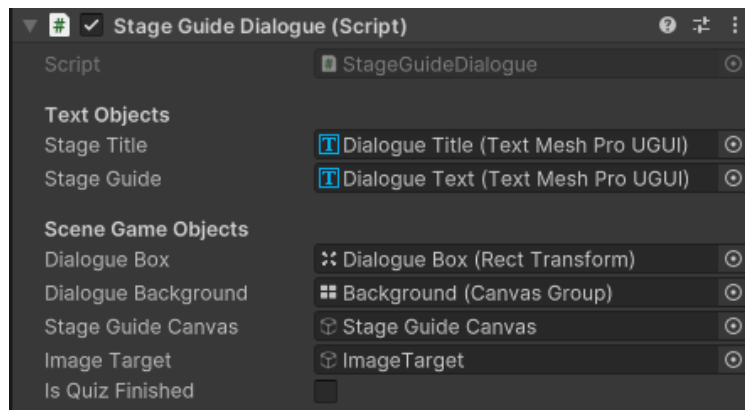 Stage Guide Dialogue (Script)
Script StageGuideDialogue
Text Objects
Stage Title Dialogue Title (Text Mesh Pro UGUI)
Stage Guide Dialogue Text (Text Mesh Pro UGUI)
Scene Game Objects
Dialogue Box Dialogue Box (Rect Transform)
Dialogue Background Background (Canvas Group)
Stage Guide Canvas Stage Guide Canvas
Image Target ImageTarget
Is Quiz Finished